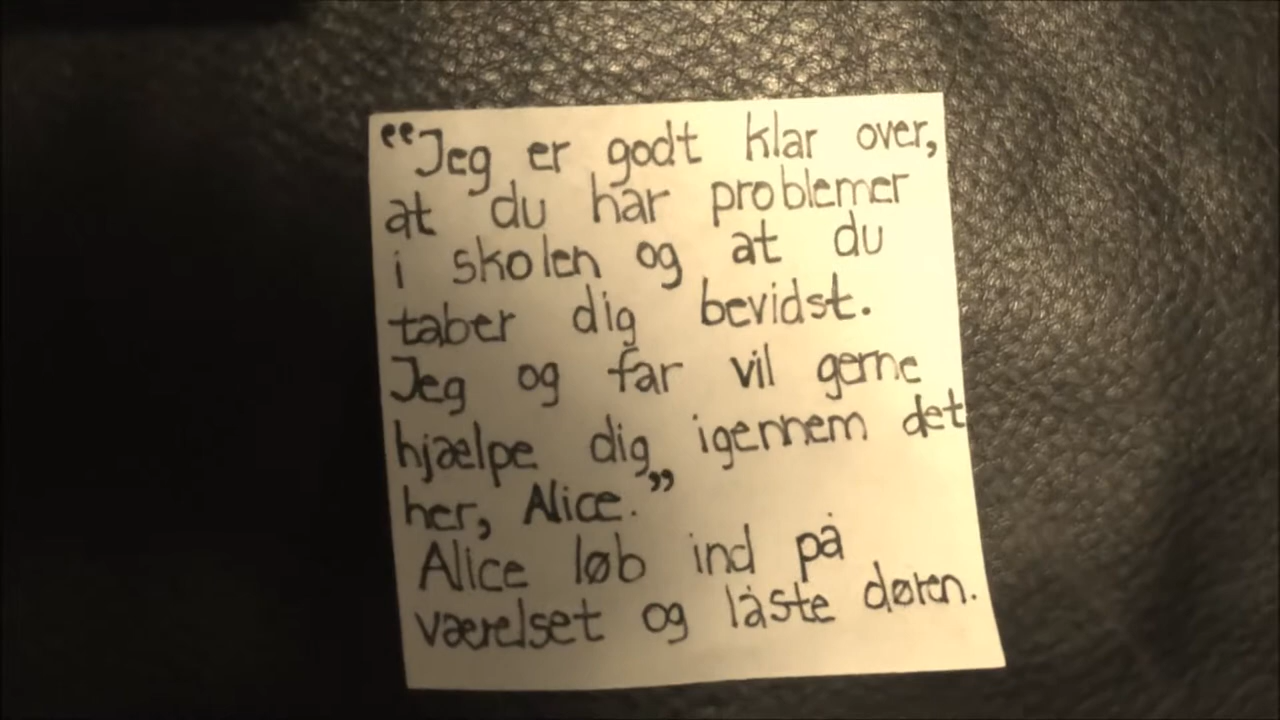 “Jeg er godt klar over,
at du har problemer
i skolen og at du
taber dig bevidst.
Jeg og far vil gerne
hjælpe dig igennem det
her, Alice.”
Alice løb ind på
værelset og låste døren.